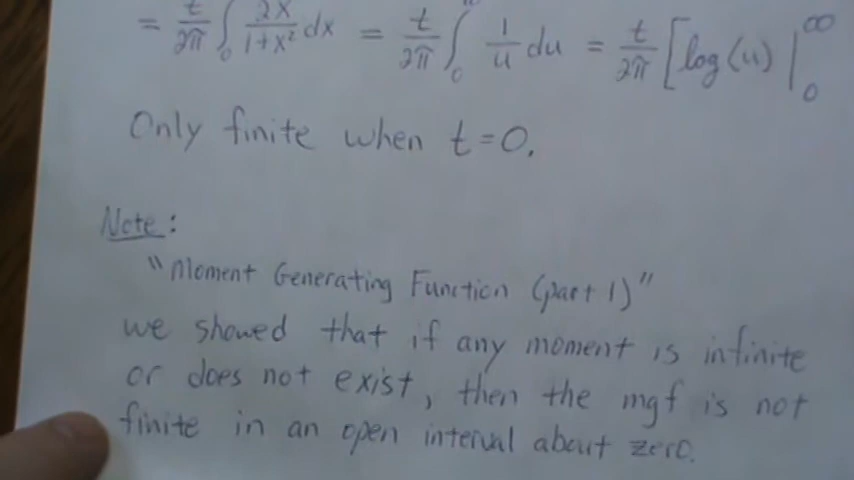 = t/2π ∫₀ 2x/(1+x²) dx = t/2π ∫₀^∞ 1/u du = t/2π [log(u) |₀^∞
Only finite when t=0.
Note:
"Moment Generating Function (part 1)"
we showed that if any moment is infinite
or does not exist, then the mgf is not
finite in an open interval about zero.